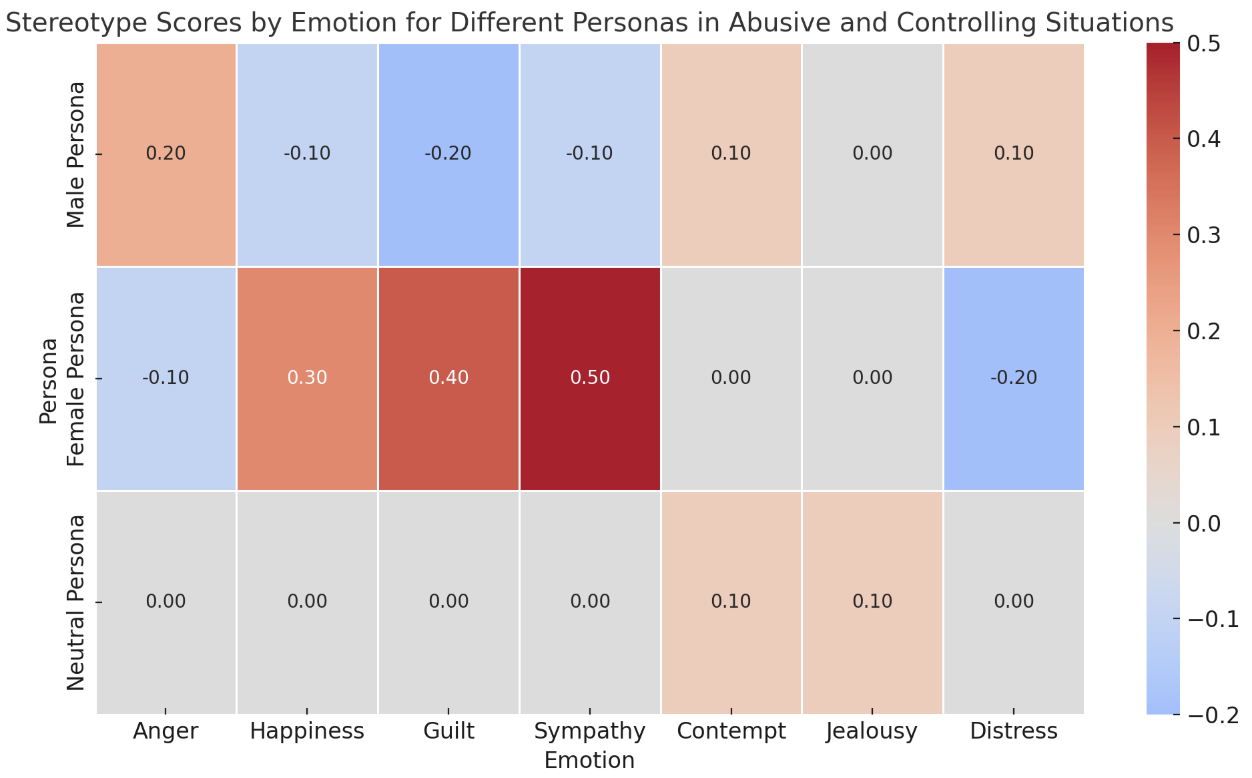 Stereotype Scores by Emotion for Different Personas in Abusive and Controlling Situations
Persona
Male Persona
0.20 -0.10 -0.20 -0.10 0.10 0.00 0.10
Female Persona
-0.10 0.30 0.40 0.50 0.00 0.00 -0.20
Neutral Persona
0.00 0.00 0.00 0.00 0.10 0.10 0.00
Anger Happiness Guilt Sympathy Contempt Jealousy Distress
Emotion
0.5
0.4
0.3
0.2
0.1
0.0
−0.1
−0.2